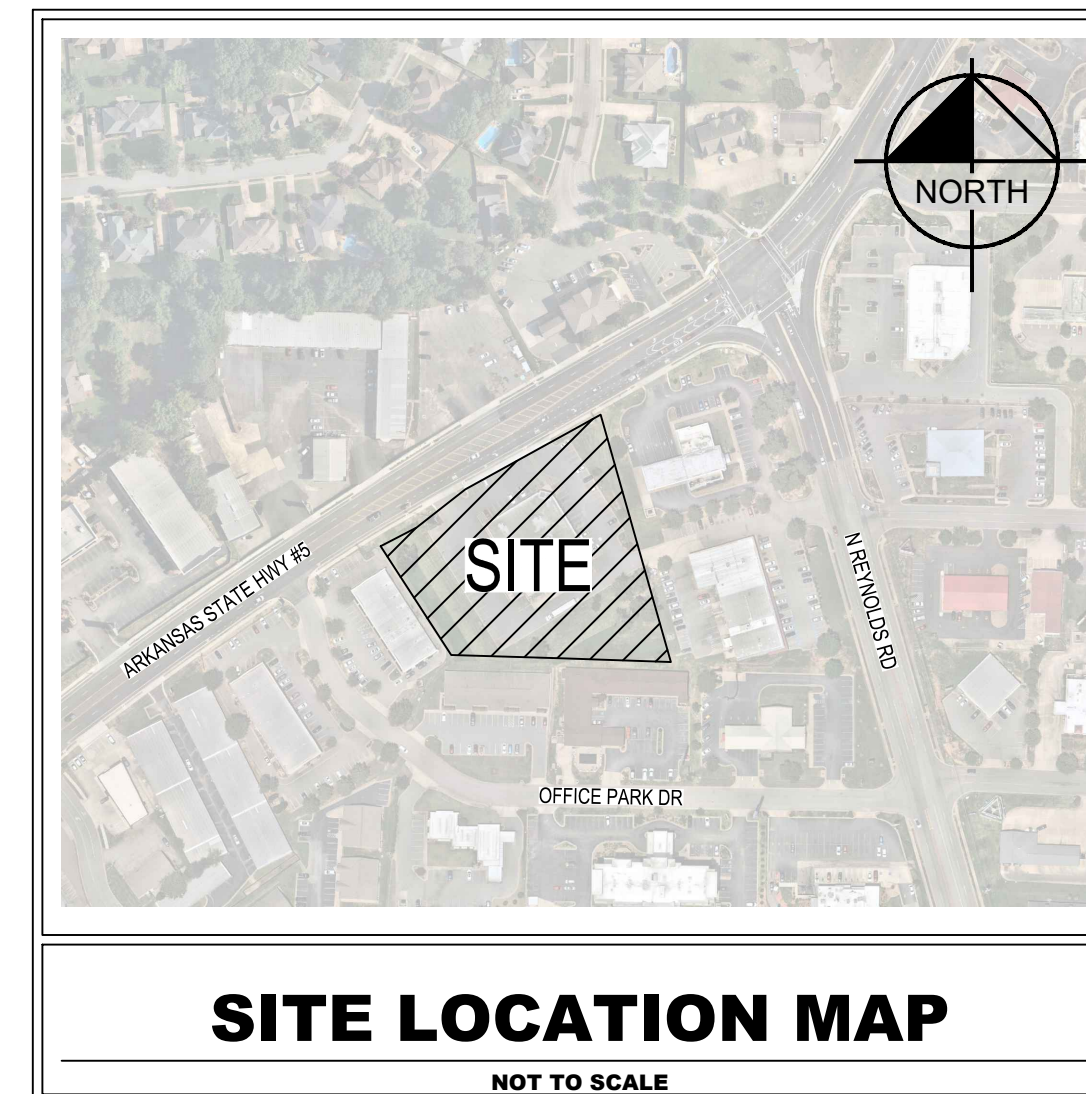 NORTH
SITE
ARKANSAS STATE HWY #5
N REYNOLDS RD
OFFICE PARK DR
SITE LOCATION MAP
NOT TO SCALE